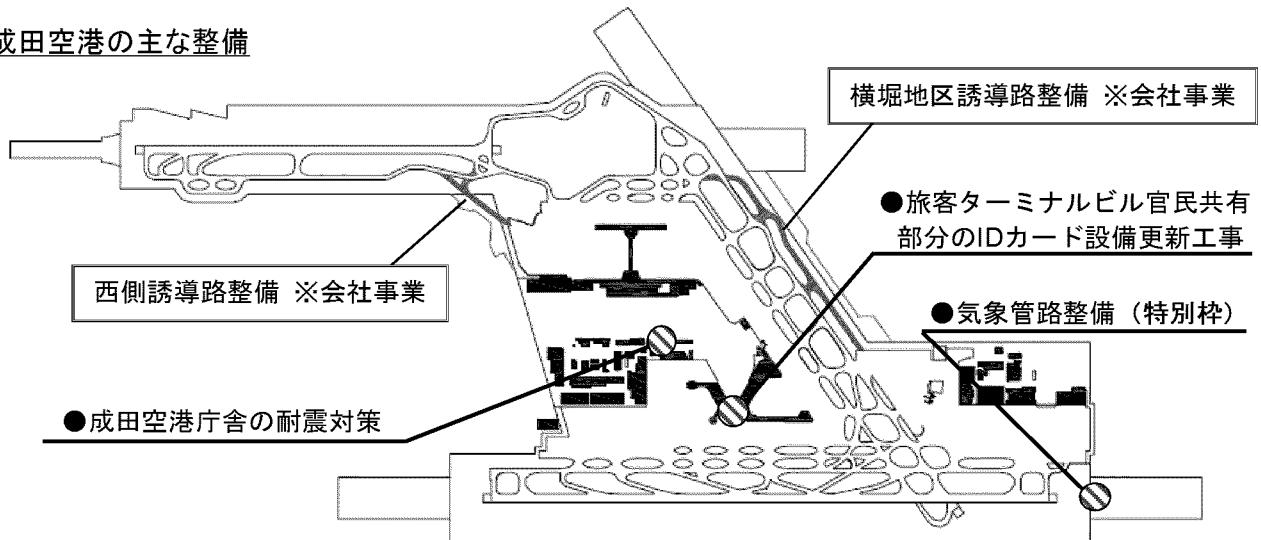 成田空港の主な整備
横堀地区誘導路整備 ※会社事業
●旅客ターミナルビル官民共有
部分のIDカード設備更新工事
西側誘導路整備 ※会社事業
●気象管路整備（特別枠）
●成田空港庁舎の耐震対策